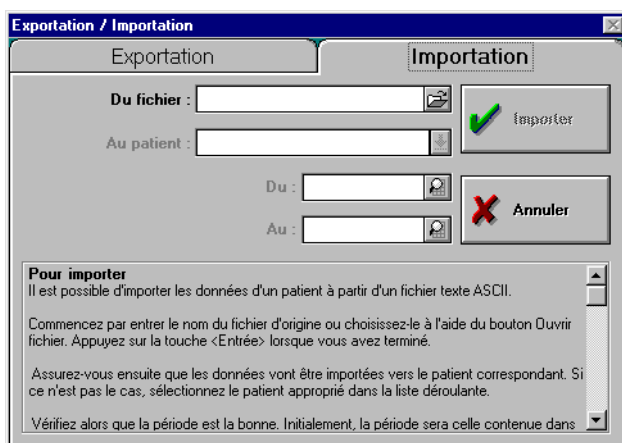 Exportation / Importation
Exportation
Importation
Du fichier :
Importer
Au patient :
Du :
Annuler
Au :
Pour importer
Il est possible d'importer les données d'un patient à partir d'un fichier texte ASCII.
Commencez par entrer le nom du fichier d'origine ou choisissez-le à l'aide du bouton Ouvrir
fichier. Appuyez sur la touche <Entrée> lorsque vous avez terminé.
Assurez-vous ensuite que les données vont être importées vers le patient correspondant. Si
ce n'est pas le cas, sélectionnez le patient approprié dans la liste déroulante.
Vérifiez alors que la période est la bonne. Initialement, la période sera celle contenue dans